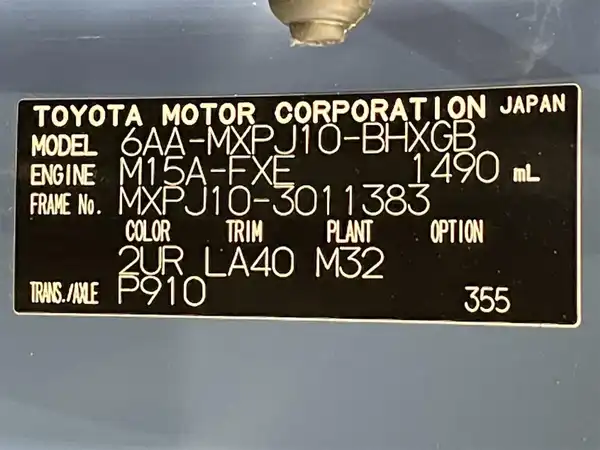 TOYOTA MOTOR CORPORATION JAPAN
MODEL 6AA-MXPJ10-BHXGB
ENGINE M15A-FXE 1490 mL
FRAME No. MXPJ10-3011383
COLOR TRIM PLANT OPTION
2UR LA40 M32
TRANS./AXLE P910 355